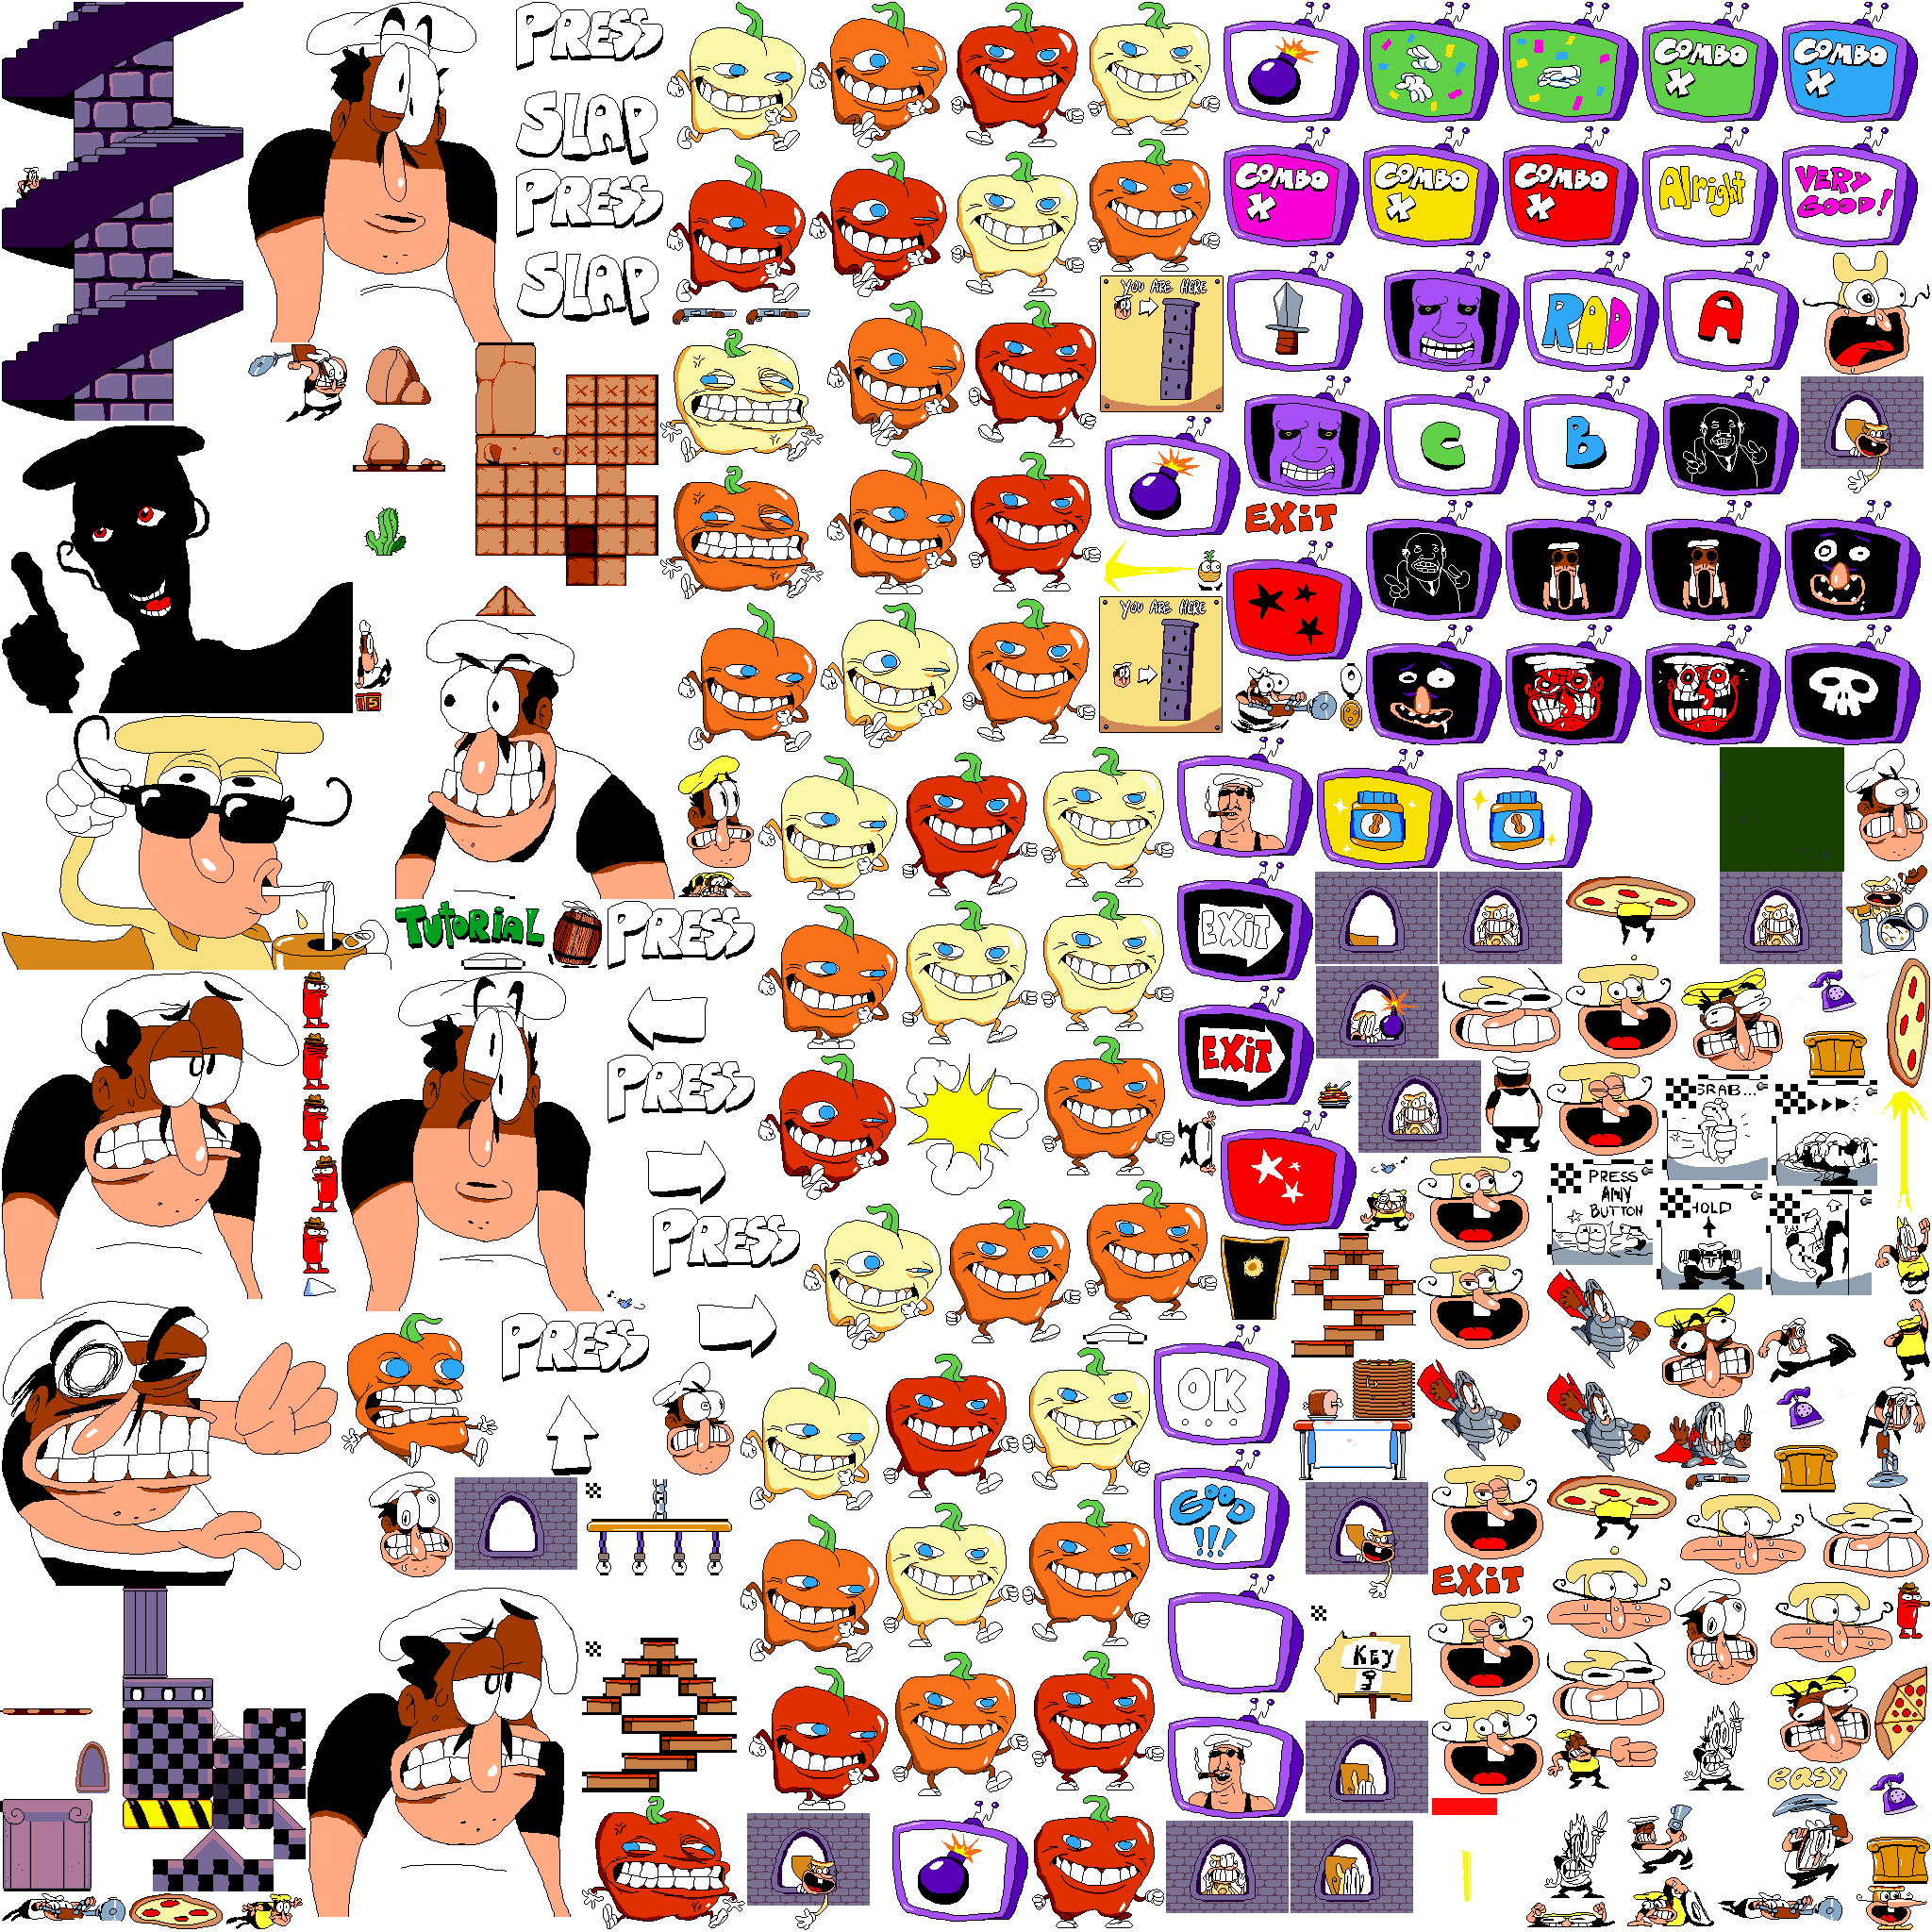 PRESS
SLAP
PRESS
SLAP
COMBO
X
COMBO
X
COMBO
X
COMBO
X
COMBO
X
Alright
VERY
GOOD!
YOU ARE HERE
RAD
A
C
B
EXIT
YOU ARE HERE
5
TUTORIAL
PRESS
EXIT
EXIT
PRESS
GRAB...
PRESS
ANY
BUTTON
HOLD
PRESS
PRESS
OK
...
GOOD
!!!
EXIT
KEY
easy